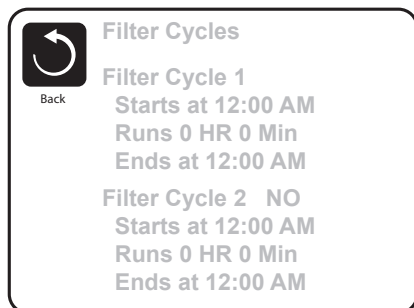 Filter Cycles
Back
Filter Cycle 1
Starts at 12:00 AM
Runs 0 HR 0 Min
Ends at 12:00 AM
Filter Cycle 2 NO
Starts at 12:00 AM
Runs 0 HR 0 Min
Ends at 12:00 AM